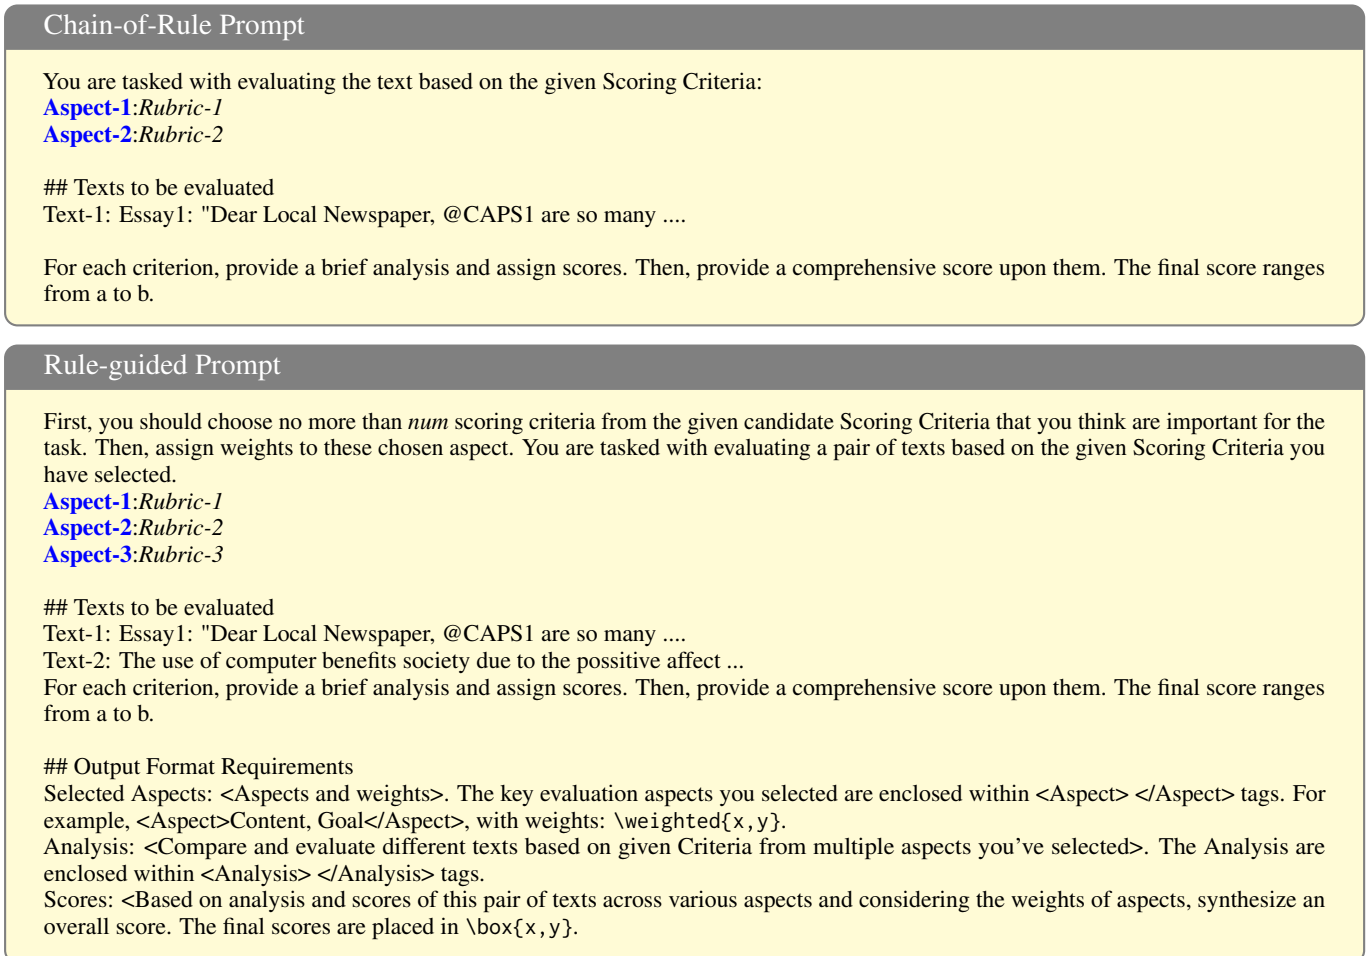 Chain-of-Rule Prompt
You are tasked with evaluating the text based on the given Scoring Criteria:
Aspect-1:Rubric-1
Aspect-2:Rubric-2
## Texts to be evaluated
Text-1: Essay1: "Dear Local Newspaper, @CAPS1 are so many ....
For each criterion, provide a brief analysis and assign scores. Then, provide a comprehensive score upon them. The final score ranges
from a to b.
Rule-guided Prompt
First, you should choose no more than num scoring criteria from the given candidate Scoring Criteria that you think are important for the
task. Then, assign weights to these chosen aspect. You are tasked with evaluating a pair of texts based on the given Scoring Criteria you
have selected.
Aspect-1:Rubric-1
Aspect-2:Rubric-2
Aspect-3:Rubric-3
## Texts to be evaluated
Text-1: Essay1: "Dear Local Newspaper, @CAPS1 are so many ....
Text-2: The use of computer benefits society due to the possitive affect ...
For each criterion, provide a brief analysis and assign scores. Then, provide a comprehensive score upon them. The final score ranges
from a to b.
## Output Format Requirements
Selected Aspects: <Aspects and weights>. The key evaluation aspects you selected are enclosed within <Aspect> </Aspect> tags. For
example, <Aspect>Content, Goal</Aspect>, with weights: \weighted{x,y}.
Analysis: <Compare and evaluate different texts based on given Criteria from multiple aspects you've selected>. The Analysis are
enclosed within <Analysis> </Analysis> tags.
Scores: <Based on analysis and scores of this pair of texts across various aspects and considering the weights of aspects, synthesize an
overall score. The final scores are placed in \box{x,y}.